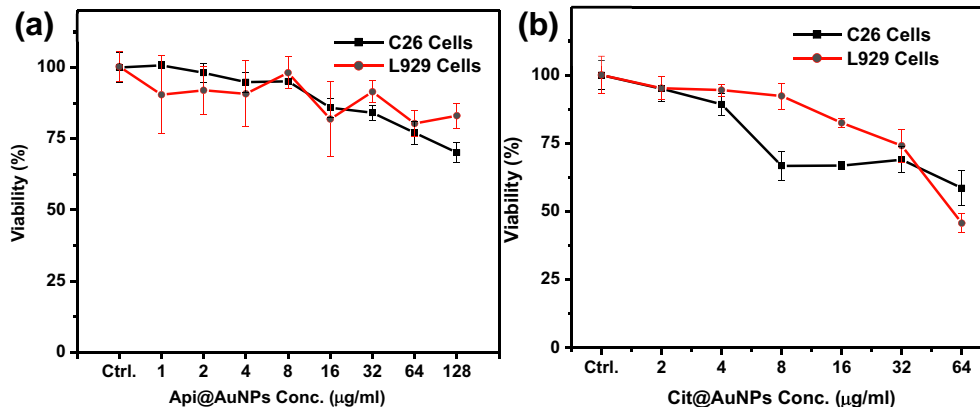 (a)
C26 Cells
L929 Cells
100
75
50
25
0
Viability (%)
Ctrl. 1 2 4 8 16 32 64 128
Api@AuNPs Conc. (μg/ml)
(b)
C26 Cells
L929 Cells
100
75
50
25
0
Viability (%)
Ctrl. 2 4 8 16 32 64
Cit@AuNPs Conc. (μg/ml)